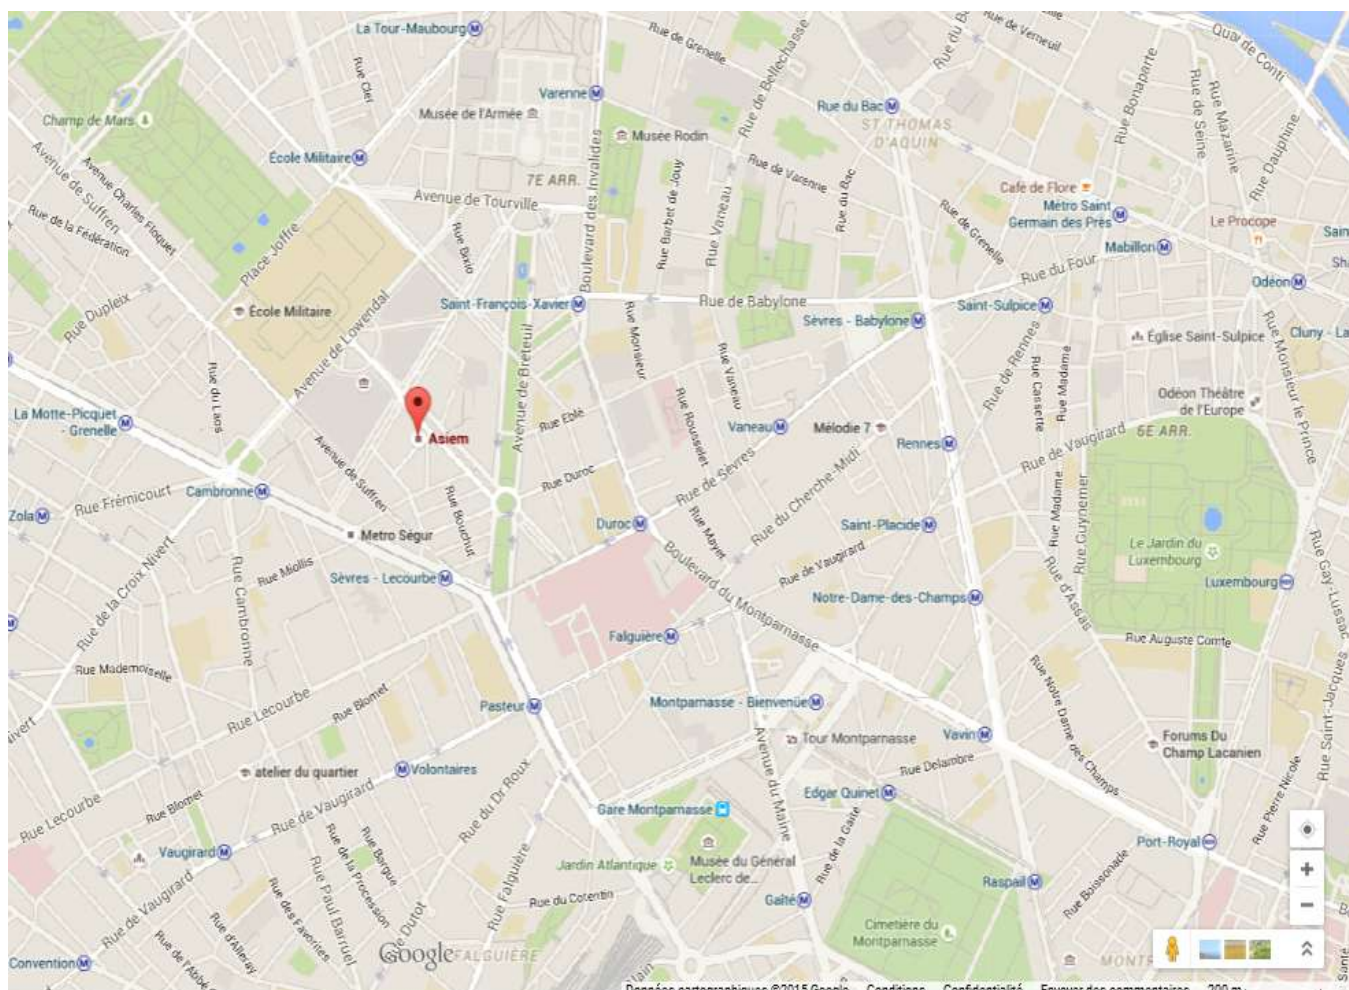 La Tour-Maubourg
Rue de Grenelle
Rue de Verneuil
Quai de Conti
Rue Cler
Varenne
Rue de Bellechasse
Rue du Bac
Rue Bonaparte
Rue de Seine
Rue Mazarine
Rue Dauphine
Champ de Mars
Musée de l'Armée
Musée Rodin
ST THOMAS
D'AQUIN
École Militaire
7E ARR.
Avenue de Tourville
Boulevard des Invalides
Rue Barbet de Jouy
Rue Vaneau
Rue de Varenne
Rue du Bac
Rue de Grenelle
Café de Flore
Métro Saint
Germain des Prés
Le Procope
Mabillon
Avenue de Suffren
Avenue Charles Floquet
Rue de la Fédération
Place Joffre
Rue Bixio
Rue du Four
Odéon
Rue Dupleix
École Militaire
Avenue de Lowendal
Saint-François-Xavier
Rue de Babylone
Sèvres - Babylone
Saint-Sulpice
Église Saint-Sulpice
Cluny - La
Rue Monsieur
Rue Vaneau
Avenue de Breteuil
Rue de Rennes
Rue Cassette
Rue Madame
Rue Monsieur le Prince
Odéon Théâtre
de l'Europe
La Motte-Picquet
- Grenelle
Rue du Laos
Asiem
Rue Eblé
Rue Rousselet
Vaneau
Mélodie 7
Rennes
Rue de Vaugirard
6E ARR.
Avenue de Suffren
Rue Frémicourt
Cambronne
Rue Bouchut
Rue Duroc
Rue de Sèvres
Rue du Cherche-Midi
Zola
Metro Ségur
Duroc
Rue Mayet
Saint-Placide
Rue Madame
Rue Guynemer
Le Jardin du
Luxembourg
Luxembourg
Rue Gay-Lussac
Rue de la Croix Nivert
Rue Miollis
Rue Cambronne
Sèvres - Lecourbe
Boulevard du Montparnasse
Rue de Vaugirard
Notre-Dame-des-Champs
Rue d'Assas
Falguière
Rue Auguste Comte
Rue Mademoiselle
Rue Lecourbe
Rue Blomet
Pasteur
Montparnasse - Bienvenüe
Rue Notre Dame des Champs
Rue Saint-Jacques
Tour Montparnasse
Vavin
Forums Du
Champ Lacanien
atelier du quartier
Volontaires
Rue Delambre
Avenue du Maine
Edgar Quinet
Rue Lecourbe
Rue Blomet
Rue de Vaugirard
Rue du Dr Roux
Gare Montparnasse
Rue de la Gaîté
Port-Royal
Rue Pierre Nicole
Vaugirard
Rue Bargue
Rue de la Procession
Rue Falguière
Jardin Atlantique
Musée du Général
Leclerc de...
Raspail
Rue Boissonade
Rue de Vaugirard
Rue des Favorites
Rue Paul Barruel
Rue du Cotentin
Gaîté
Cimetière du
Montparnasse
Rue d'Alleray
Convention
Google
FALGUIÈRE
MONT
Données cartographiques ©2015 Google Conditions Confidentialité Envoyer des commentaires 200 m